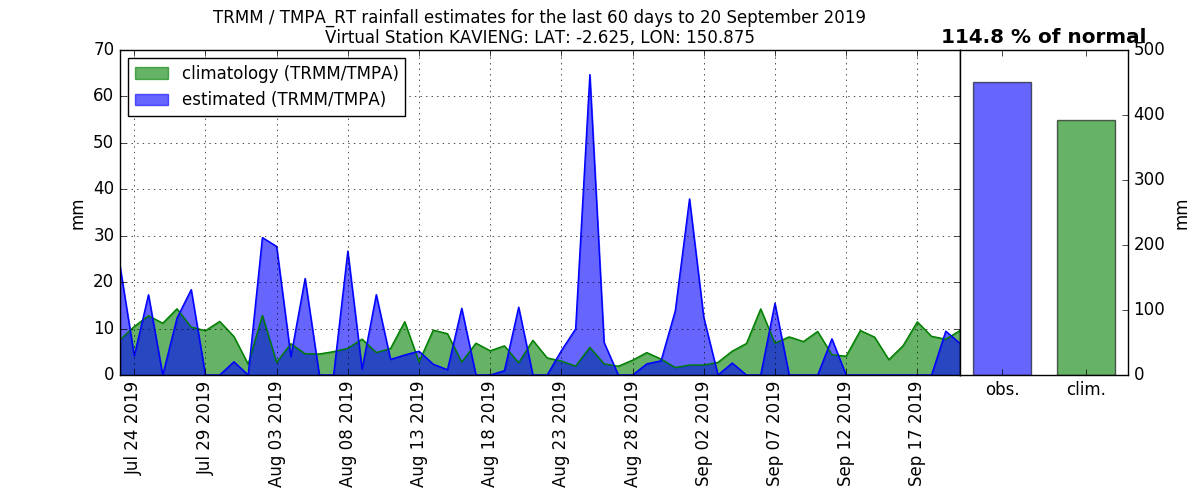 TRMM / TMPA_RT rainfall estimates for the last 60 days to 20 September 2019
Virtual Station KAVIENG: LAT: -2.625, LON: 150.875
114.8 % of normal
climatology (TRMM/TMPA)
estimated (TRMM/TMPA)
70
60
50
40
30
20
10
0
mm
Jul 24 2019
Jul 29 2019
Aug 03 2019
Aug 08 2019
Aug 13 2019
Aug 18 2019
Aug 23 2019
Aug 28 2019
Sep 02 2019
Sep 07 2019
Sep 12 2019
Sep 17 2019
obs.
clim.
500
400
300
200
100
0
mm